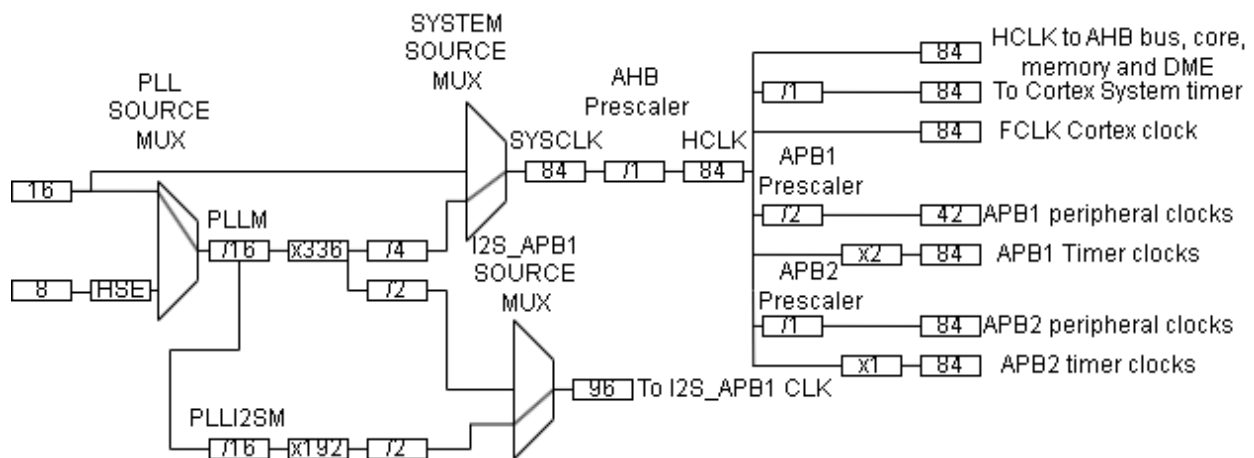 SYSTEM
SOURCE
MUX
PLL
SOURCE
MUX
AHB
Prescaler
SYSCLK
HCLK
84
HCLK to AHB bus, core,
memory and DME
/1
84
To Cortex System timer
84
FCLK Cortex clock
84
/1
84
APB1
Prescaler
16
/2
42
APB1 peripheral clocks
PLLM
/16
x336
/4
I2S_APB1
SOURCE
MUX
x2
84
APB1 Timer clocks
8
HSE
/2
APB2
Prescaler
/1
84
APB2 peripheral clocks
x1
84
APB2 timer clocks
96
To I2S_APB1 CLK
PLLI2SM
/16
x192
/2